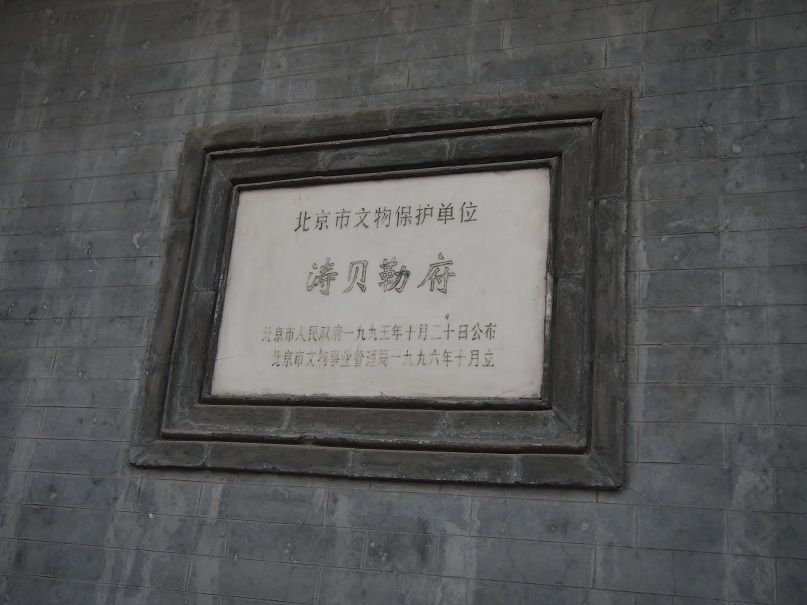 北京市文物保护单位
涛贝勒府
北京市人民政府一九九五年十月二十日公布
北京市文物事业管理局一九九六年十月立